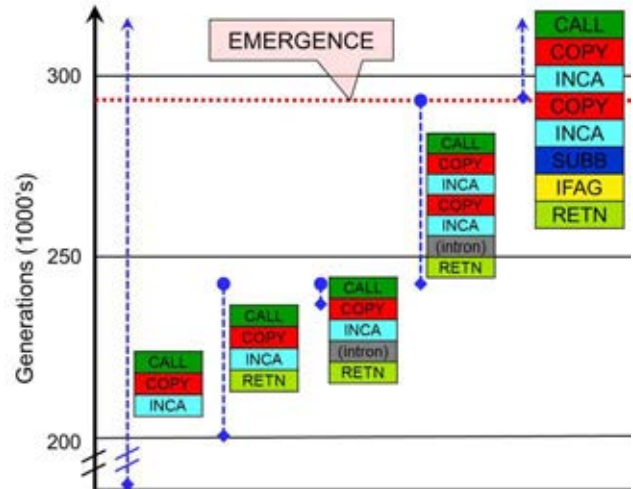 EMERGENCE
Generations (1000's)
300
250
200
CALL
COPY
INCA
CALL
COPY
INCA
RETN
CALL
COPY
INCA
(intron)
RETN
CALL
COPY
INCA
COPY
INCA
(intron)
RETN
CALL
COPY
INCA
COPY
INCA
SUBB
IFAG
RETN